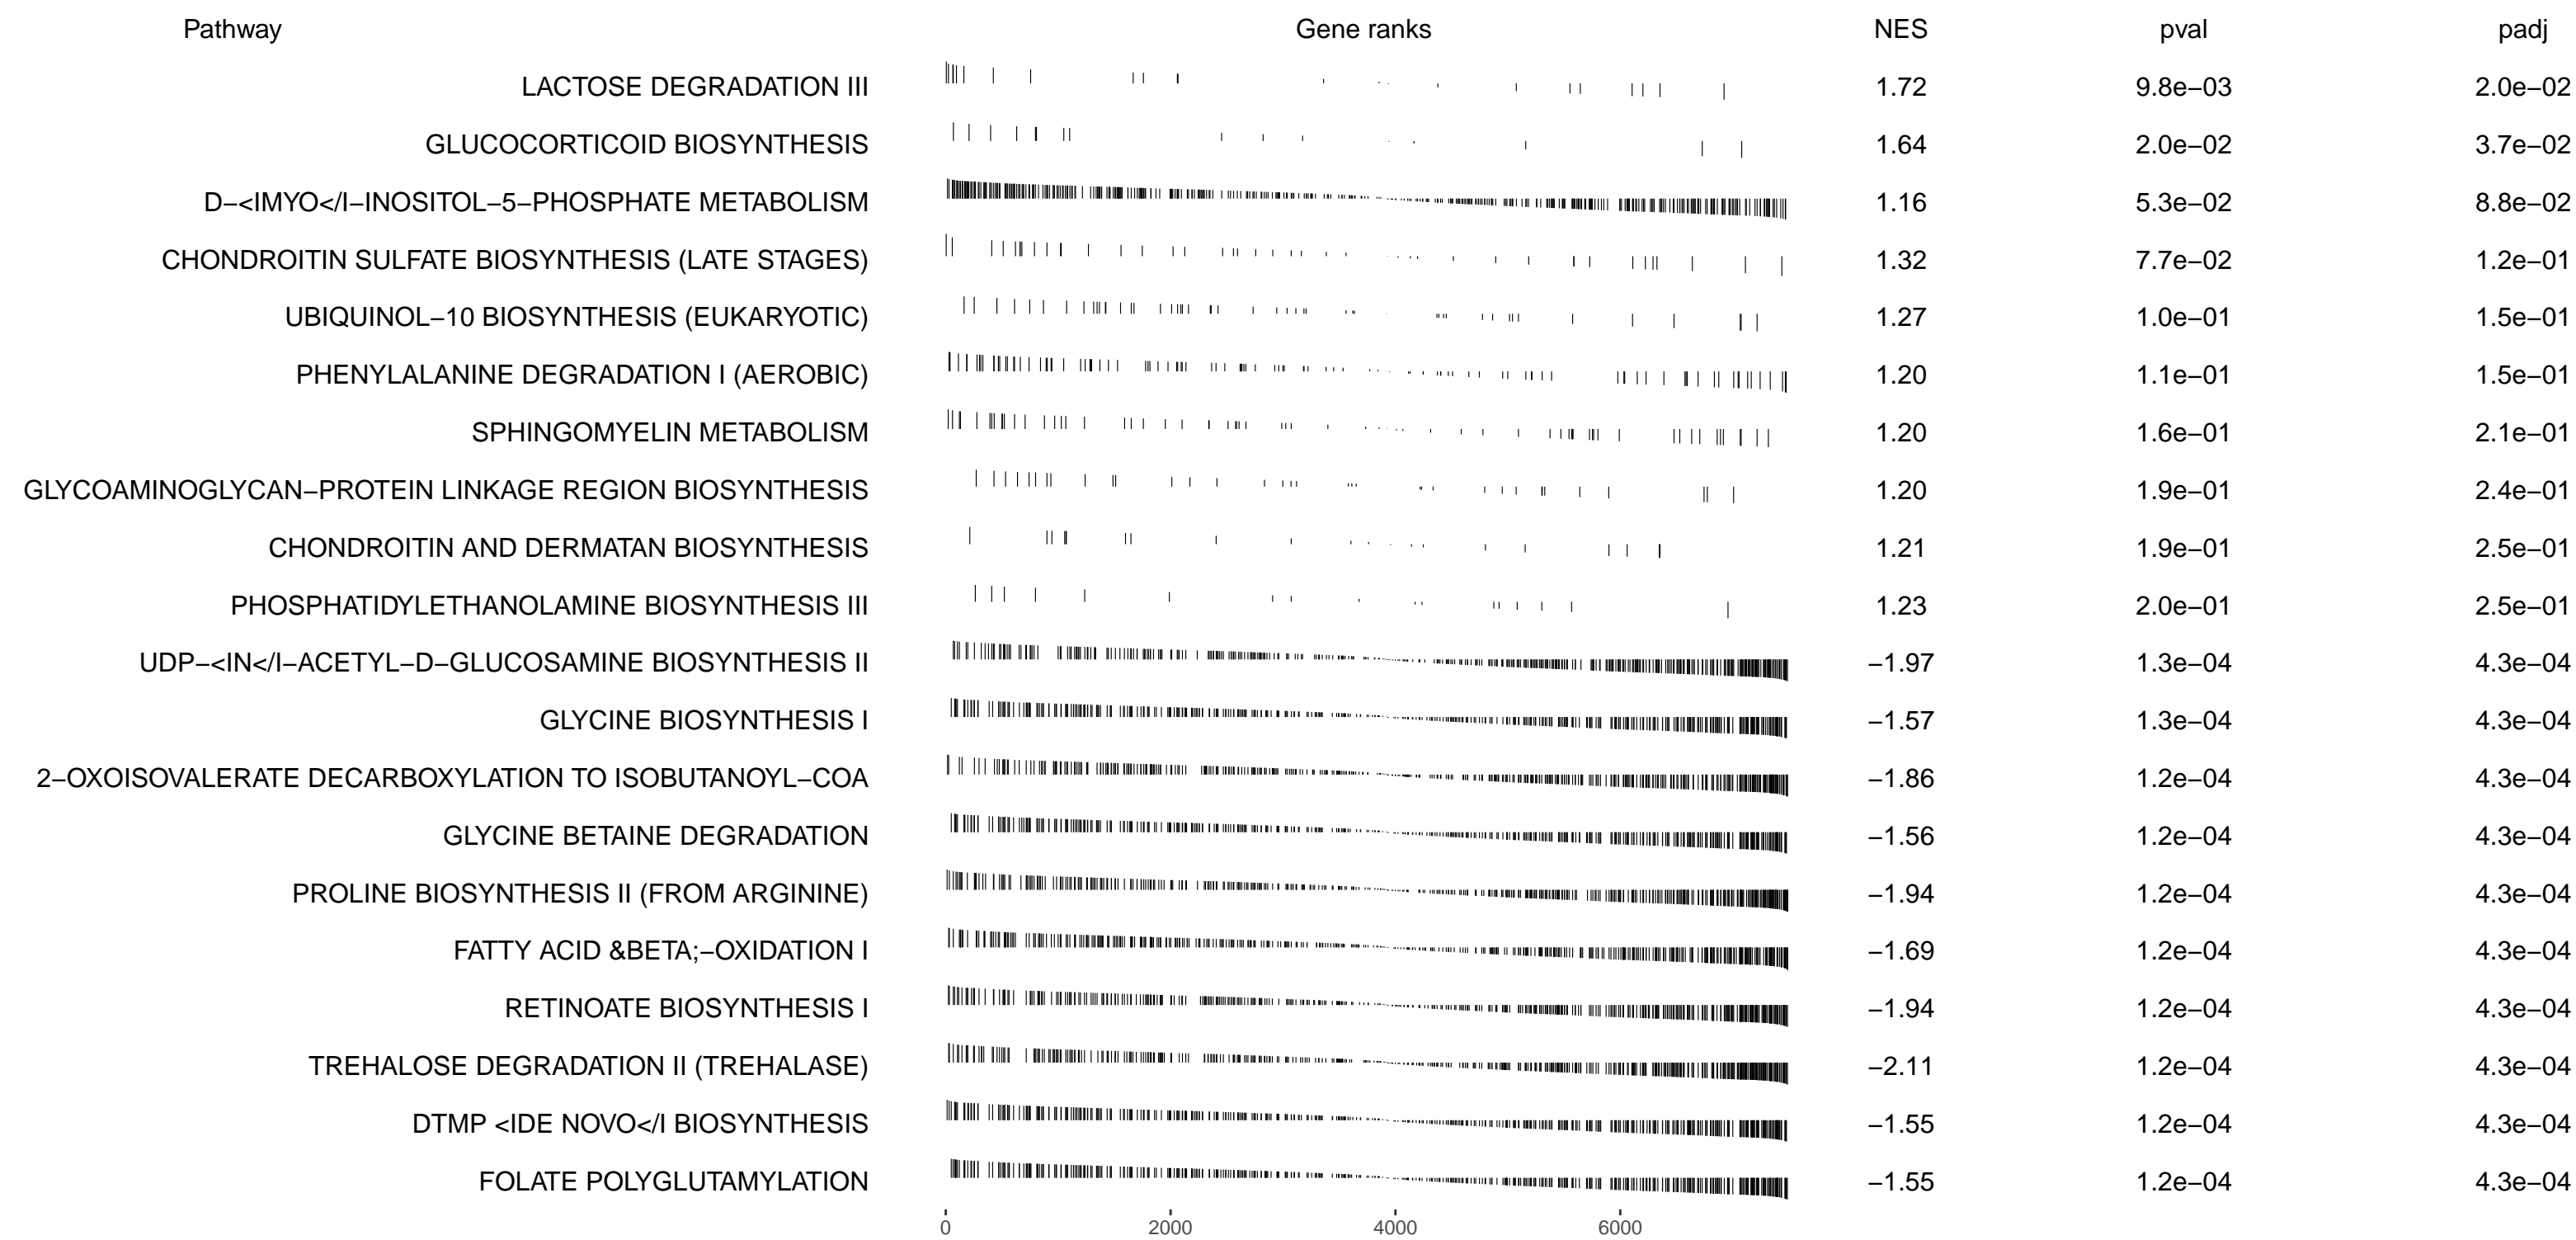 Pathway Gene ranks NES pval padj
LACTOSE DEGRADATION III 1.72 9.8e−03 2.0e−02
GLUCOCORTICOID BIOSYNTHESIS 1.64 2.0e−02 3.7e−02
D−<IMYO</I−INOSITOL−5−PHOSPHATE METABOLISM 1.16 5.3e−02 8.8e−02
CHONDROITIN SULFATE BIOSYNTHESIS (LATE STAGES) 1.32 7.7e−02 1.2e−01
UBIQUINOL−10 BIOSYNTHESIS (EUKARYOTIC) 1.27 1.0e−01 1.5e−01
PHENYLALANINE DEGRADATION I (AEROBIC) 1.20 1.1e−01 1.5e−01
SPHINGOMYELIN METABOLISM 1.20 1.6e−01 2.1e−01
GLYCOAMINOGLYCAN−PROTEIN LINKAGE REGION BIOSYNTHESIS 1.20 1.9e−01 2.4e−01
CHONDROITIN AND DERMATAN BIOSYNTHESIS 1.21 1.9e−01 2.5e−01
PHOSPHATIDYLETHANOLAMINE BIOSYNTHESIS III 1.23 2.0e−01 2.5e−01
UDP−<IN</I−ACETYL−D−GLUCOSAMINE BIOSYNTHESIS II −1.97 1.3e−04 4.3e−04
GLYCINE BIOSYNTHESIS I −1.57 1.3e−04 4.3e−04
2−OXOISOVALERATE DECARBOXYLATION TO ISOBUTANOYL−COA −1.86 1.2e−04 4.3e−04
GLYCINE BETAINE DEGRADATION −1.56 1.2e−04 4.3e−04
PROLINE BIOSYNTHESIS II (FROM ARGININE) −1.94 1.2e−04 4.3e−04
FATTY ACID &BETA;−OXIDATION I −1.69 1.2e−04 4.3e−04
RETINOATE BIOSYNTHESIS I −1.94 1.2e−04 4.3e−04
TREHALOSE DEGRADATION II (TREHALASE) −2.11 1.2e−04 4.3e−04
DTMP <IDE NOVO</I BIOSYNTHESIS −1.55 1.2e−04 4.3e−04
FOLATE POLYGLUTAMYLATION −1.55 1.2e−04 4.3e−04
0 2000 4000 6000